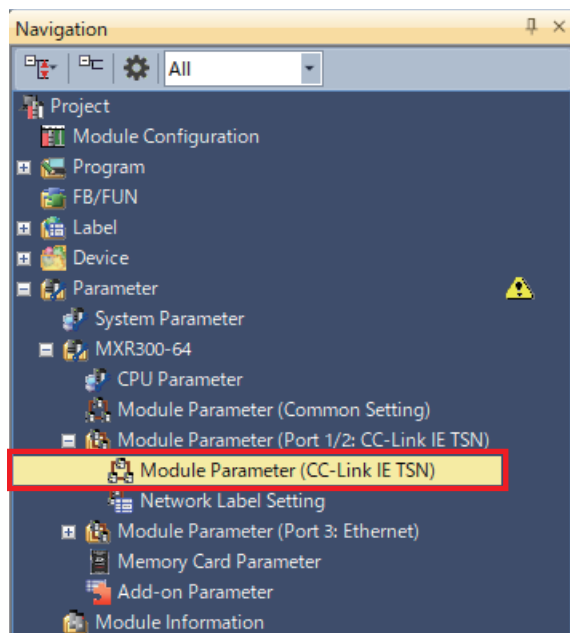 Navigation
All
Project
Module Configuration
Program
FB/FUN
Label
Device
Parameter
System Parameter
MXR300-64
CPU Parameter
Module Parameter (Common Setting)
Module Parameter (Port 1/2: CC-Link IE TSN)
Module Parameter (CC-Link IE TSN)
Network Label Setting
Module Parameter (Port 3: Ethernet)
Memory Card Parameter
Add-on Parameter
Module Information